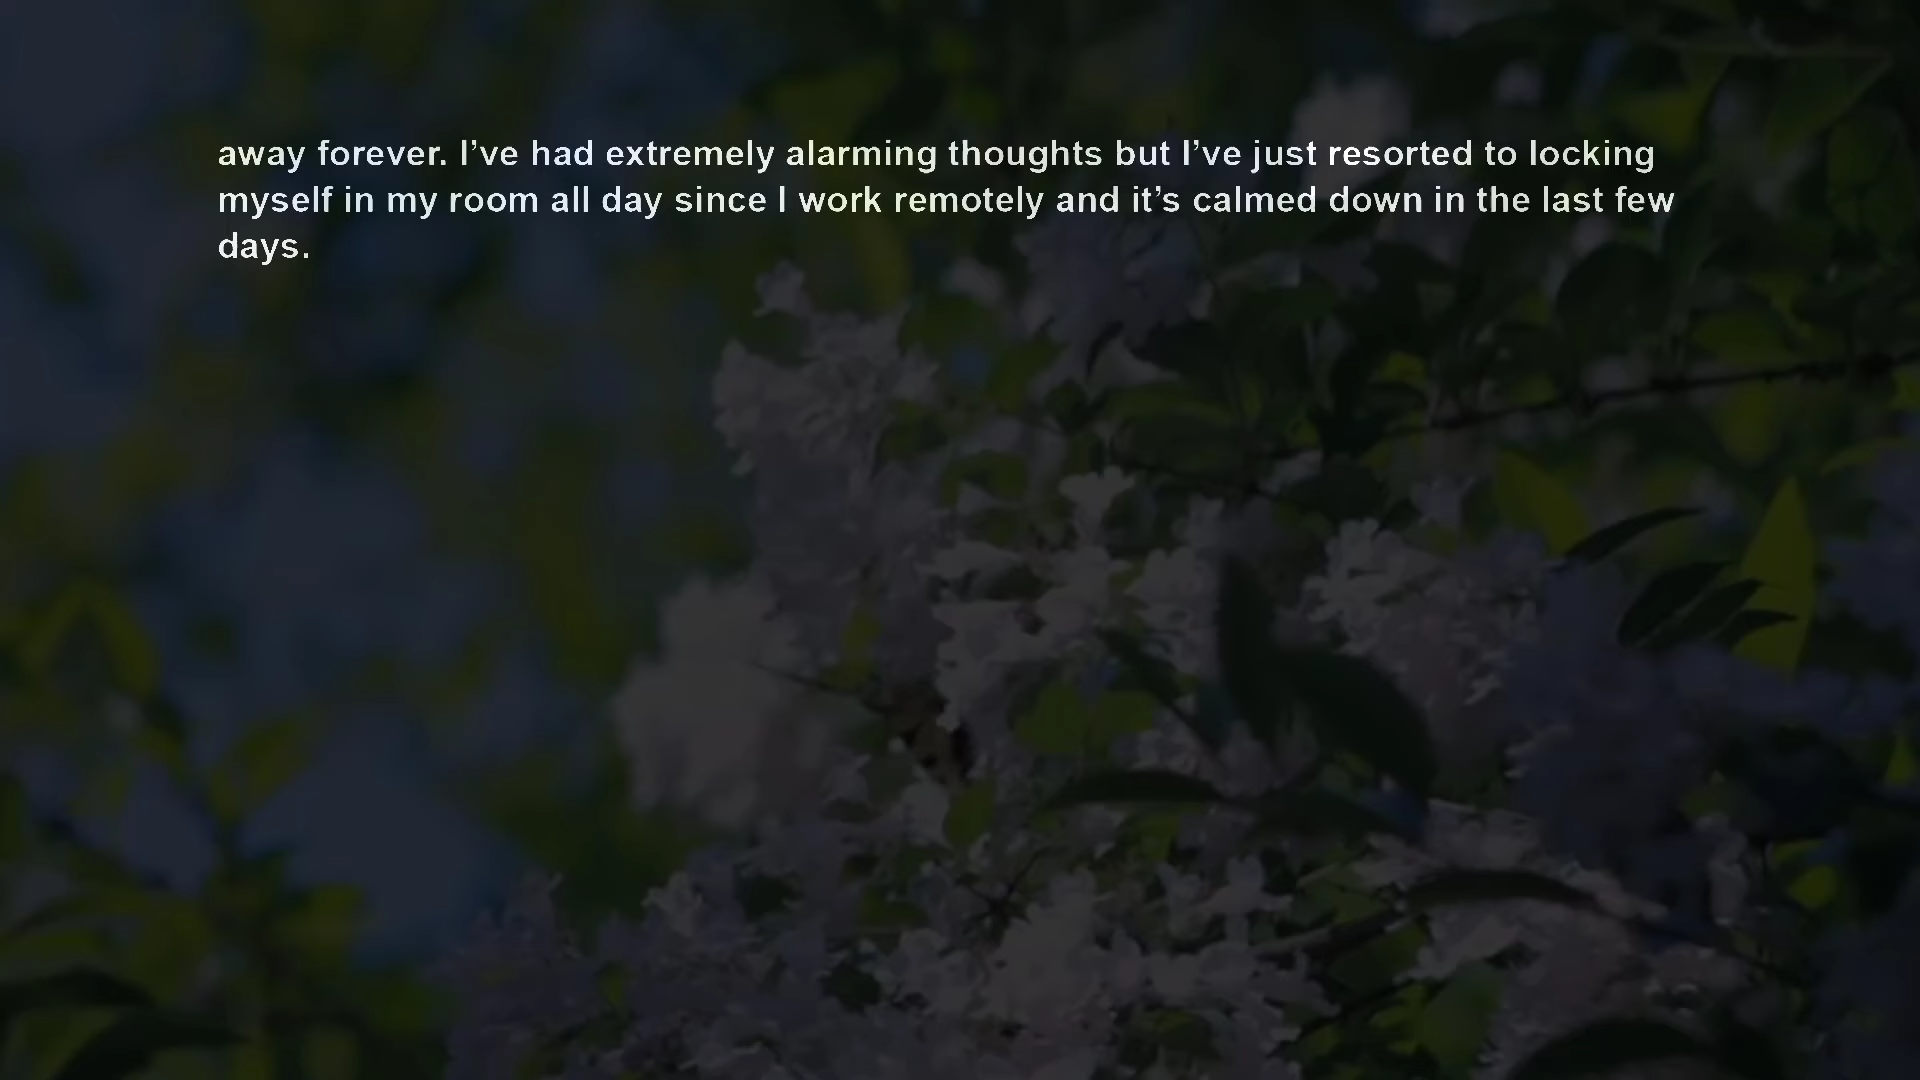 away forever. I’ve had extremely alarming thoughts but I’ve just resorted to locking
myself in my room all day since I work remotely and it’s calmed down in the last few
days.